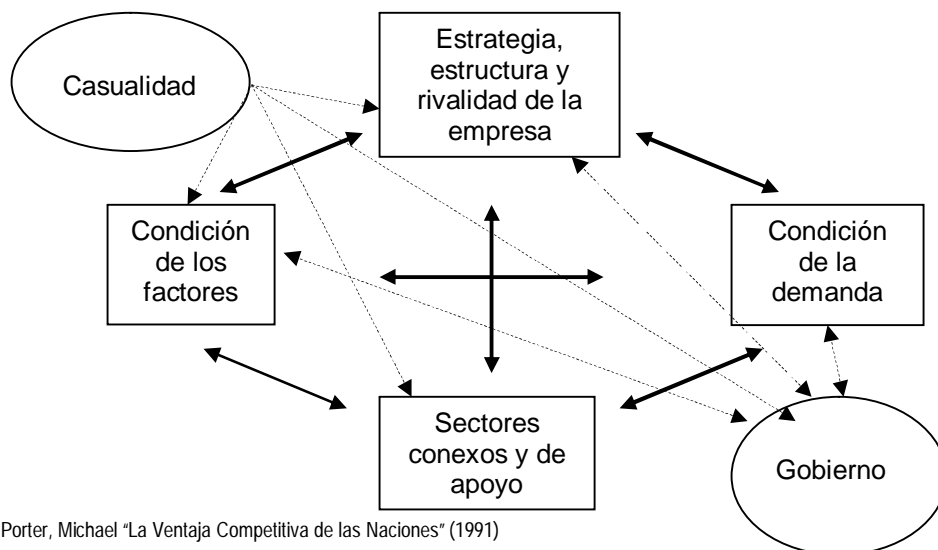 Casualidad
Estrategia,
estructura y
rivalidad de la
empresa
Condición
de los
factores
Condición
de la
demanda
Sectores
conexos y de
apoyo
Gobierno
Porter, Michael “La Ventaja Competitiva de las Naciones” (1991)